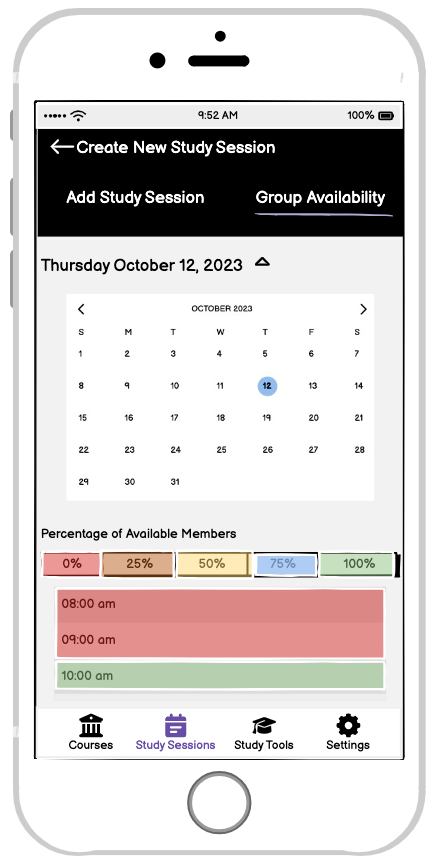 9:52 AM 100%
Create New Study Session
Add Study Session Group Availability
Thursday October 12, 2023
OCTOBER 2023
S M T W T F S
1 2 3 4 5 6 7
8 9 10 11 12 13 14
15 16 17 18 19 20 21
22 23 24 25 26 27 28
29 30 31
Percentage of Available Members
0% 25% 50% 75% 100%
08:00 am
09:00 am
10:00 am
Courses Study Sessions Study Tools Settings